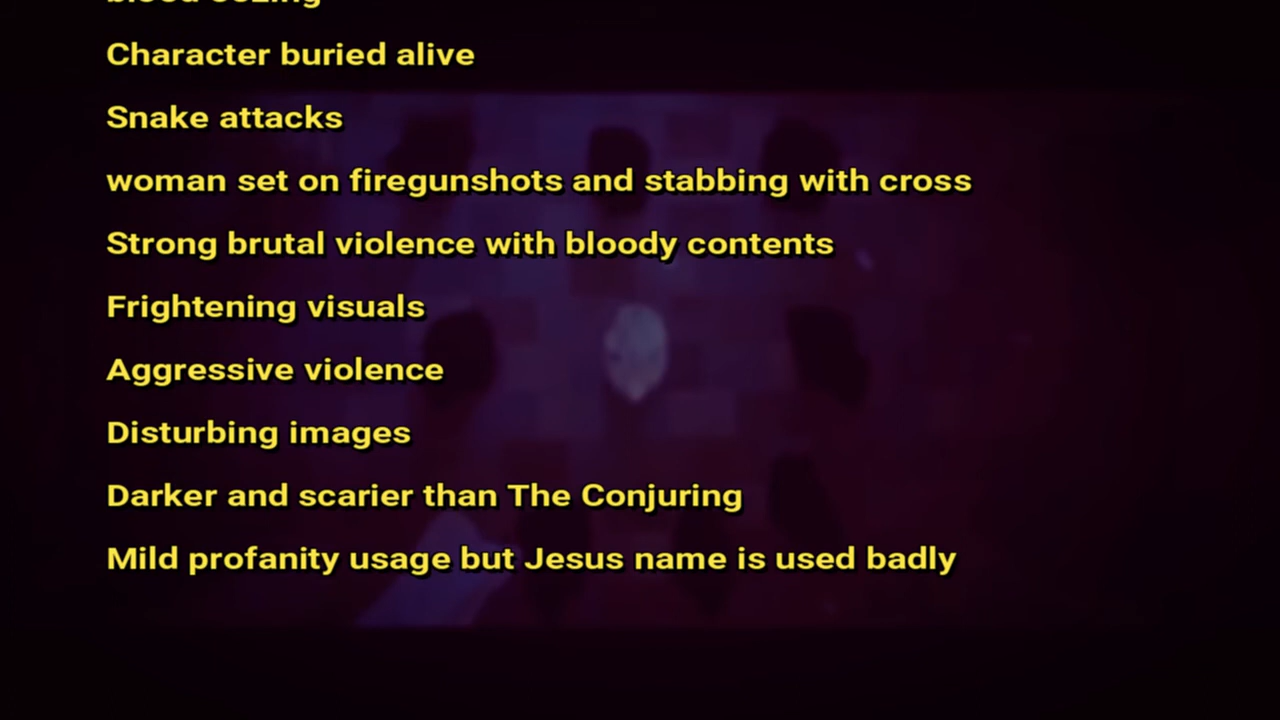 blood oozing
Character buried alive
Snake attacks
woman set on firegunshots and stabbing with cross
Strong brutal violence with bloody contents
Frightening visuals
Aggressive violence
Disturbing images
Darker and scarier than The Conjuring
Mild profanity usage but Jesus name is used badly